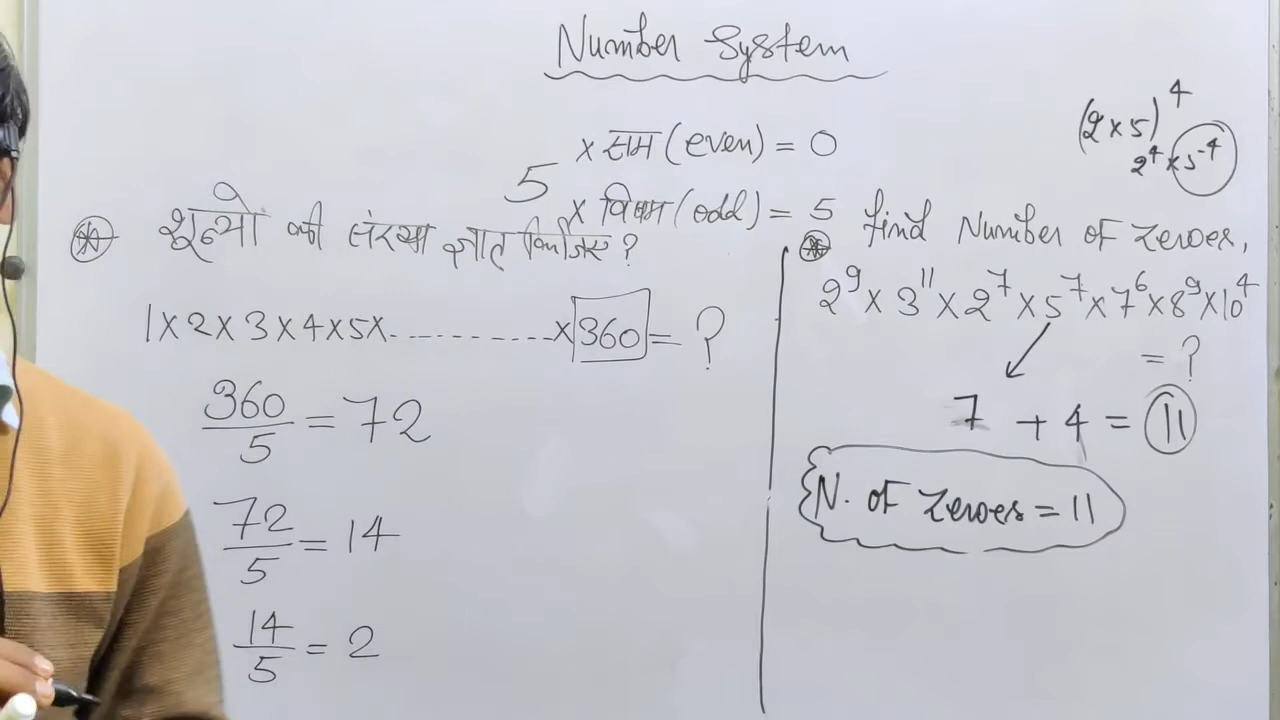 Number System
5 × सम (even) = 0
× विषम (odd) = 5
(2 × 5)⁴
2⁴ × 5⁴
शून्यो की संख्या ज्ञात किजिए ?
1 × 2 × 3 × 4 × 5 × - - - - - - - - - - × 360 = ?
360/5 = 72
72/5 = 14
14/5 = 2
find Number of Zeroes,
2⁹ × 3¹¹ × 2⁷ × 5⁷ × 7⁶ × 8⁹ × 10⁴
= ?
7 + 4 = 11
N. of Zeroes = 11